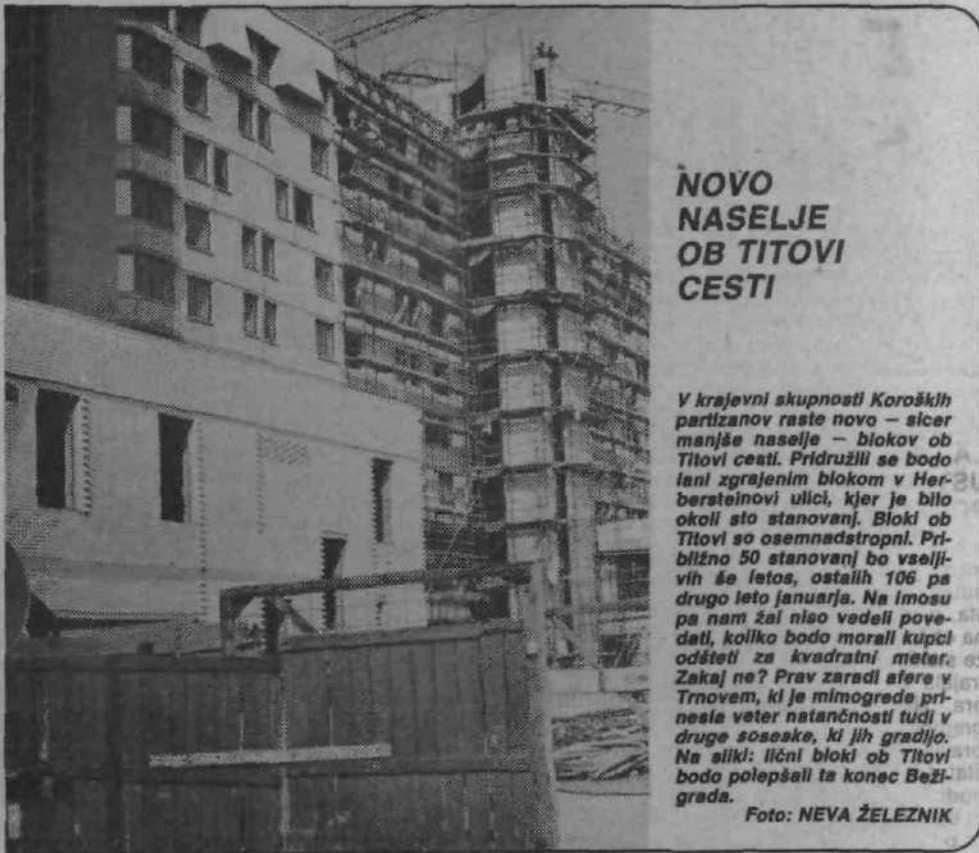 NOVO
NASELJE
OB TITOVI
CESTI
V krajevni skupnosti Koroških
partizanov raste novo — sicer
manjše naselje — blokov ob
Titovi cesti. Pridružili se bodo
lani zgrajenim blokom v Her-
bersteinovi ulici, kjer je bilo
okoli sto stanovanj. Bloki ob
Titovi so osemnadstropni. Pri-
bližno 50 stanovanj bo vselji-
vih še letos, ostalih 106 pa
drugo leto januarja. Na Imosu
pa nam žal niso vedeli pove-
dati, koliko bodo morali kupci
odšteti za kvadratni meter.
Zakaj ne? Prav zaradi afere v
Trnovem, ki je mimogrede pri-
nesla veter natančnosti tudi v
druge soseske, ki jih gradijo.
Na sliki: lični bloki ob Titovi
bodo polepšali ta konec Beži-
grada.
Foto: NEVA ŽELEZNIK